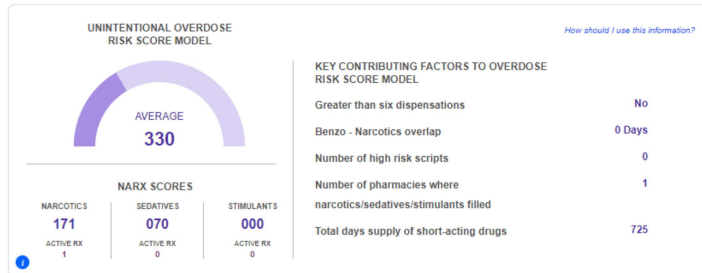 UNINTENTIONAL OVERDOSE
RISK SCORE MODEL
AVERAGE
330
NARX SCORES
NARCOTICS SEDATIVES STIMULANTS
171 070 000
ACTIVE RX ACTIVE RX ACTIVE RX
1 0 0
i
How should I use this information?
KEY CONTRIBUTING FACTORS TO OVERDOSE
RISK SCORE MODEL
Greater than six dispensations No
Benzo - Narcotics overlap 0 Days
Number of high risk scripts 0
Number of pharmacies where 1
narcotics/sedatives/stimulants filled
Total days supply of short-acting drugs 725